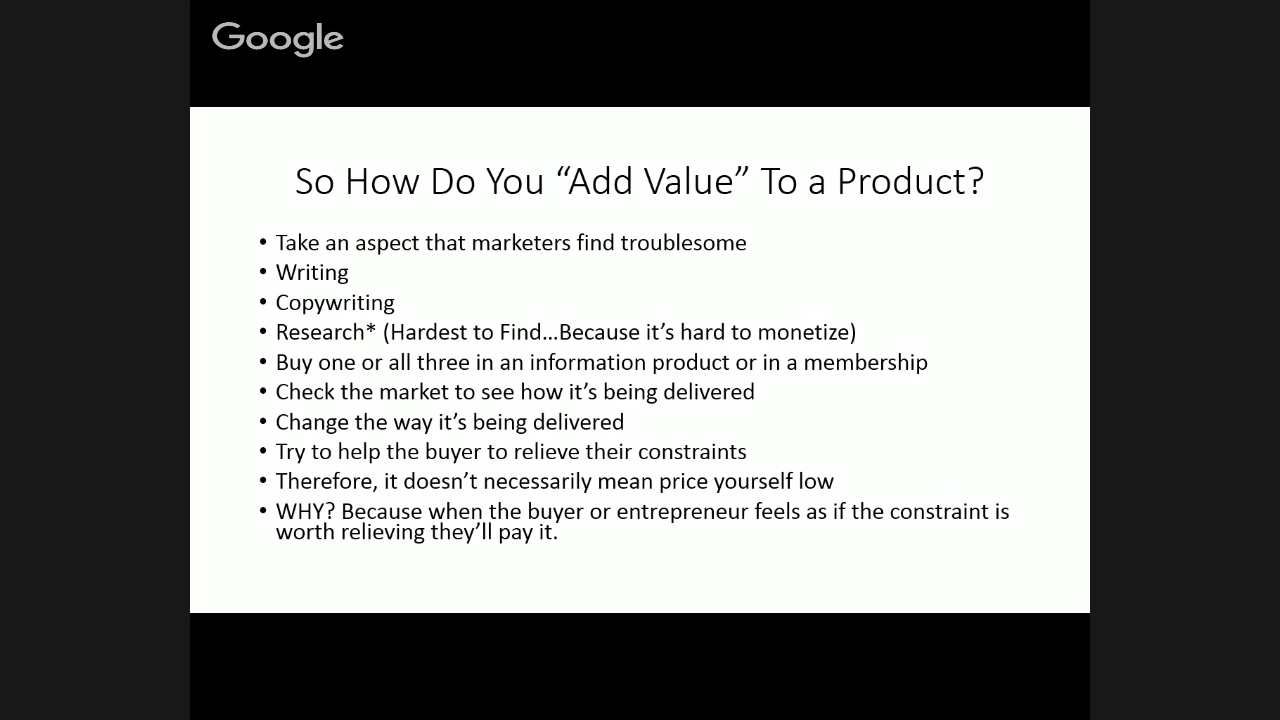 Google
So How Do You “Add Value” To a Product?
• Take an aspect that marketers find troublesome
• Writing
• Copywriting
• Research* (Hardest to Find…Because it’s hard to monetize)
• Buy one or all three in an information product or in a membership
• Check the market to see how it’s being delivered
• Change the way it’s being delivered
• Try to help the buyer to relieve their constraints
• Therefore, it doesn’t necessarily mean price yourself low
• WHY? Because when the buyer or entrepreneur feels as if the constraint is
worth relieving they’ll pay it.